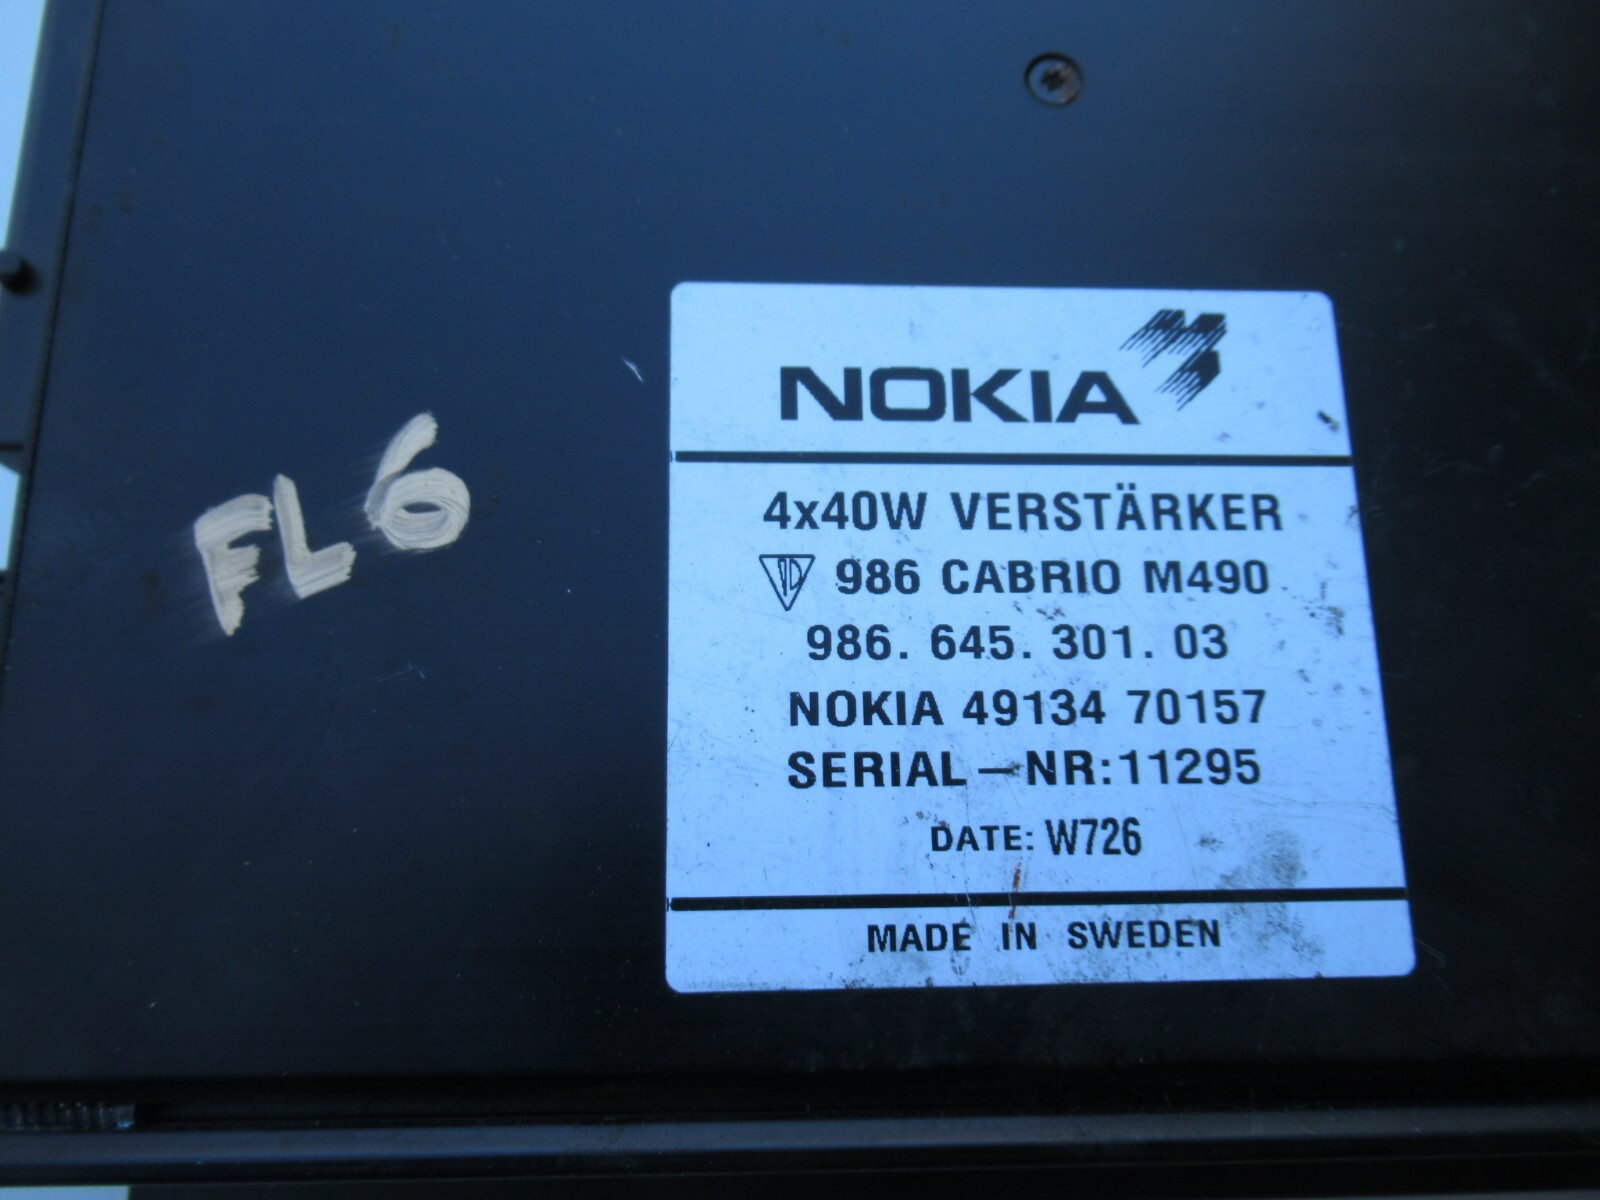 NOKIA
4x40W VERSTÄRKER
986 CABRIO M490
986. 645. 301. 03
NOKIA 49134 70157
SERIAL – NR:11295
DATE: W726
MADE IN SWEDEN
FL6